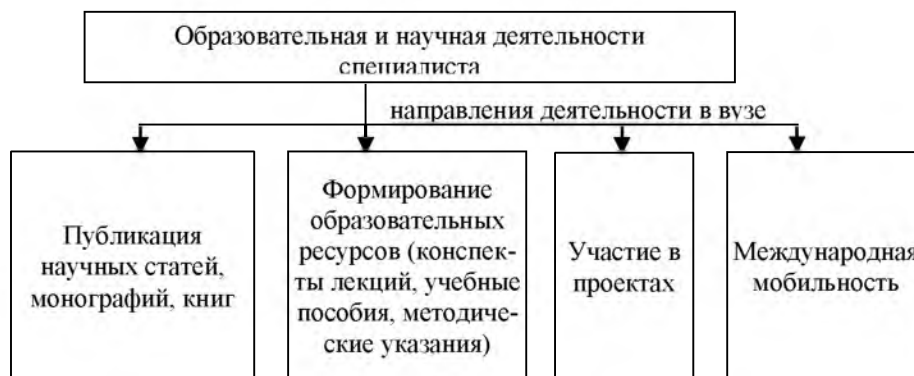 Образовательная и научная деятельности
специалиста
направления деятельности в вузе
Публикация
научных статей,
монографий, книг
Формирование
образовательных
ресурсов (конспек-
ты лекций, учебные
пособия, методиче-
ские указания)
Участие в
проектах
Международная
мобильность